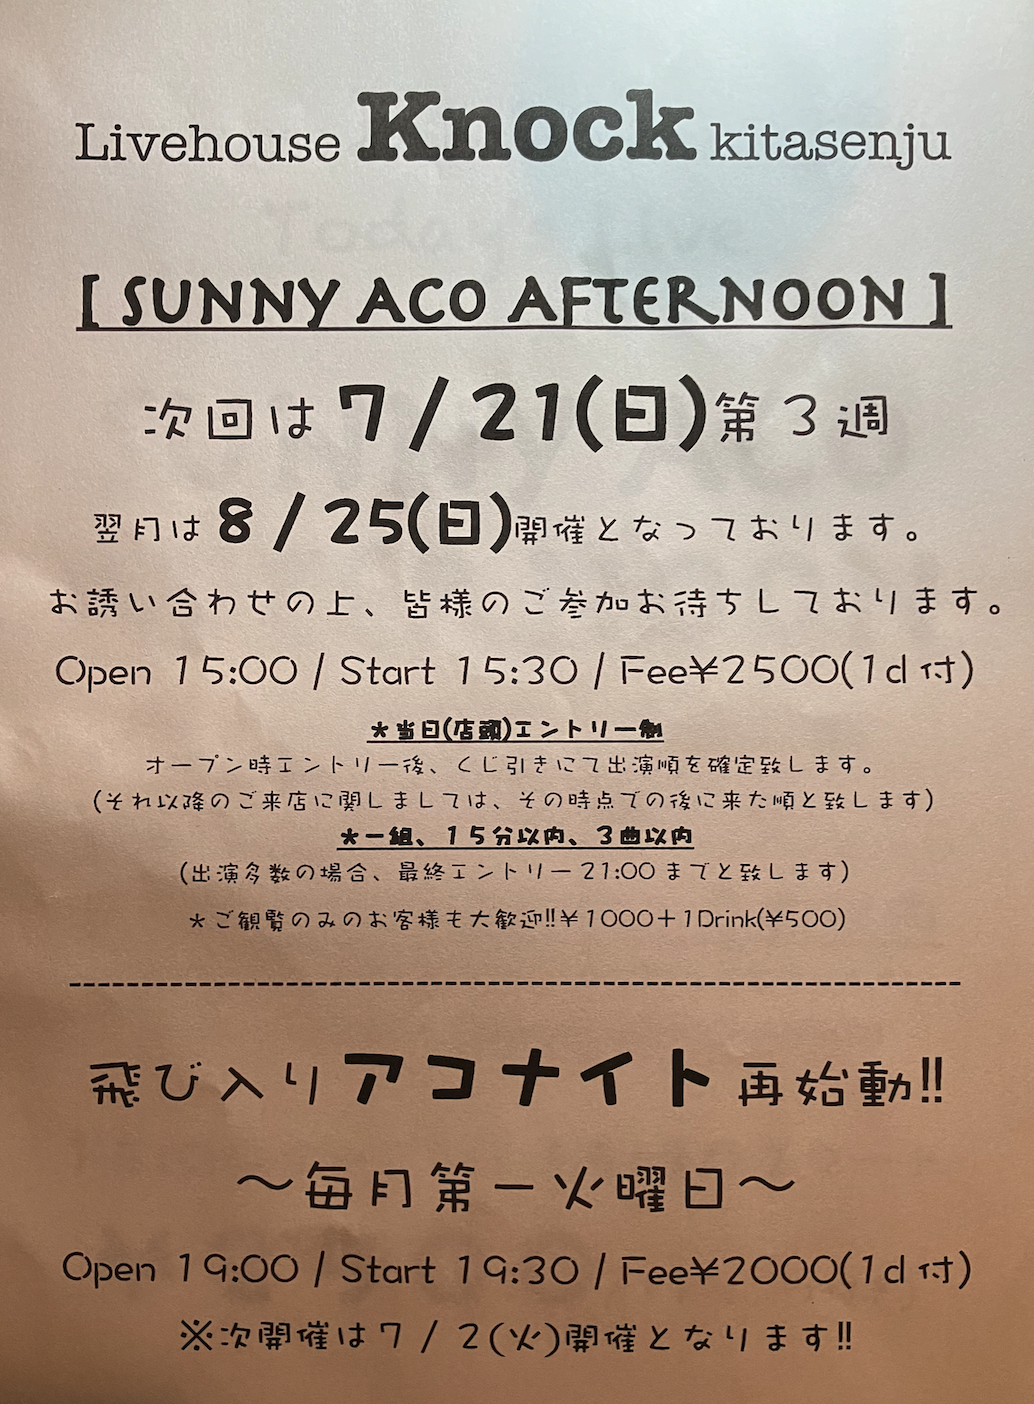 Livehouse Knock kitasenju
[ SUNNY ACO AFTERNOON ]
次回は 7/21(日)第3週
翌月は 8/25(日)開催となっております。
お誘い合わせの上、皆様のご参加お待ちしております。
Open 15:00 / Start 15:30 / Fee¥2500(1d付)
*当日(店頭)エントリー制
オープン時エントリー後、くじ引きにて出演順を確定致します。
(それ以降のご来店に関しましては、その時点での後に来た順と致します)
*一組、15分以内、3曲以内
(出演多数の場合、最終エントリー21:00までと致します)
*ご観覧のみのお客様も大歓迎!!¥1000+1Drink(¥500)
飛び入りアコナイト再始動!!
〜毎月第一火曜日〜
Open 19:00 / Start 19:30 / Fee¥2000(1d付)
※次開催は7/2(火)開催となります!!